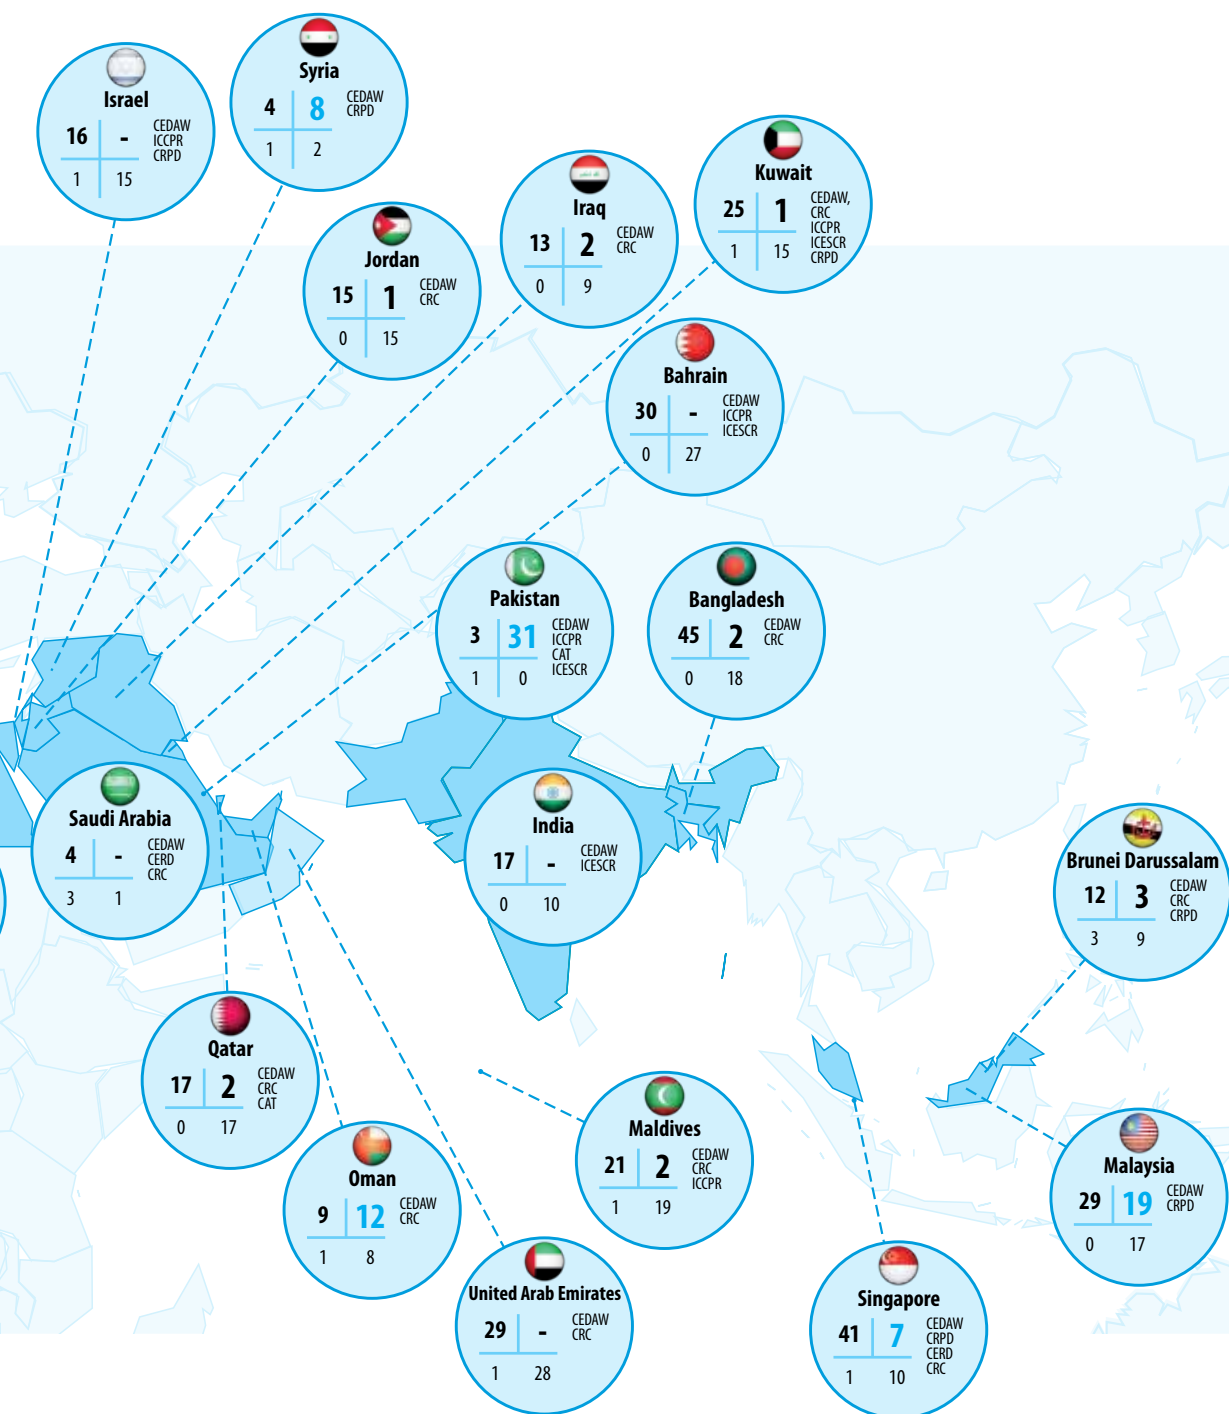 Israel
16 -
1 15
CEDAW
ICCPR
CRPD
Syria
4 8
1 2
CEDAW
CRPD
Jordan
15 1
0 15
CEDAW
CRC
Iraq
13 2
0 9
CEDAW
CRC
Kuwait
25 1
1 15
CEDAW,
CRC
ICCPR
ICESCR
CRPD
Bahrain
30 -
0 27
CEDAW
ICCPR
ICESCR
Pakistan
3 31
1 0
CEDAW
ICCPR
CAT
ICESCR
Bangladesh
45 2
0 18
CEDAW
CRC
Saudi Arabia
4 -
3 1
CEDAW
CERD
CRC
India
17 -
0 10
CEDAW
ICESCR
Brunei Darussalam
12 3
3 9
CEDAW
CRC
CRPD
Qatar
17 2
0 17
CEDAW
CRC
CAT
Oman
9 12
1 8
CEDAW
CRC
Maldives
21 2
1 19
CEDAW
CRC
ICCPR
Malaysia
29 19
0 17
CEDAW
CRPD
United Arab Emirates
29 -
1 28
CEDAW
CRC
Singapore
41 7
1 10
CEDAW
CRPD
CERD
CRC